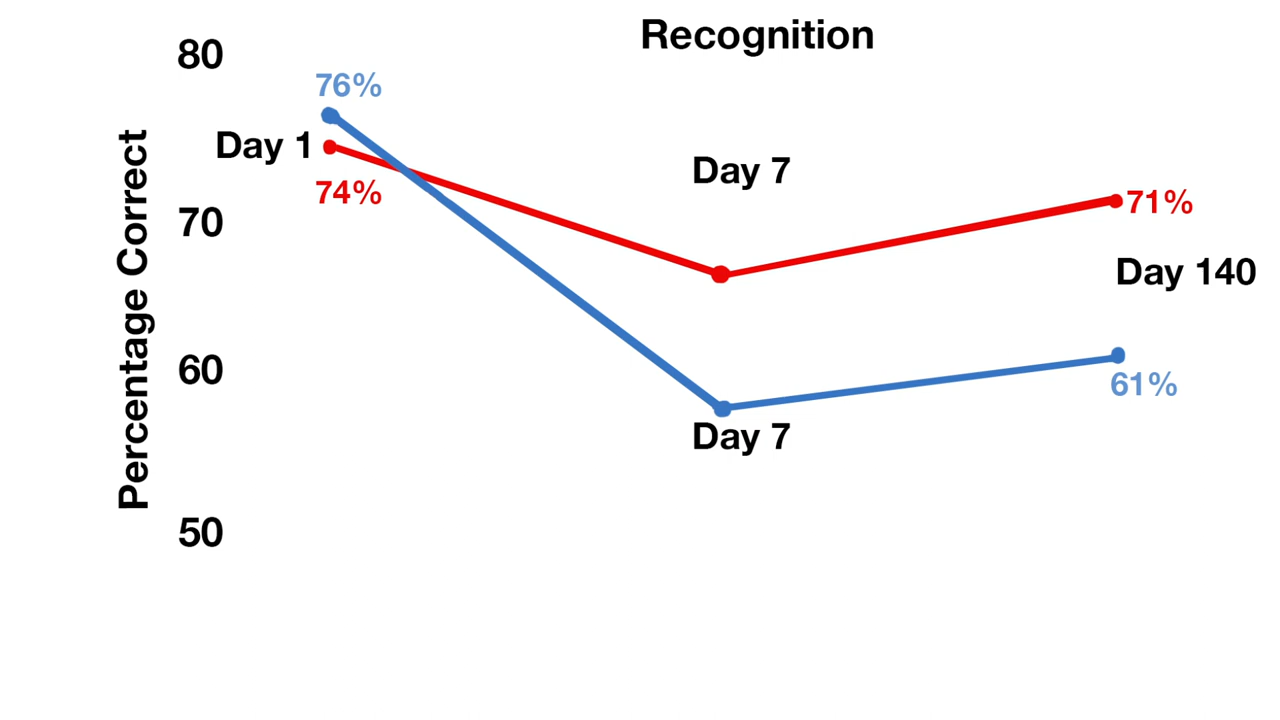 Recognition
80
76%
Day 1
74%
Day 7
71%
70
Day 140
Percentage Correct
60
61%
Day 7
50